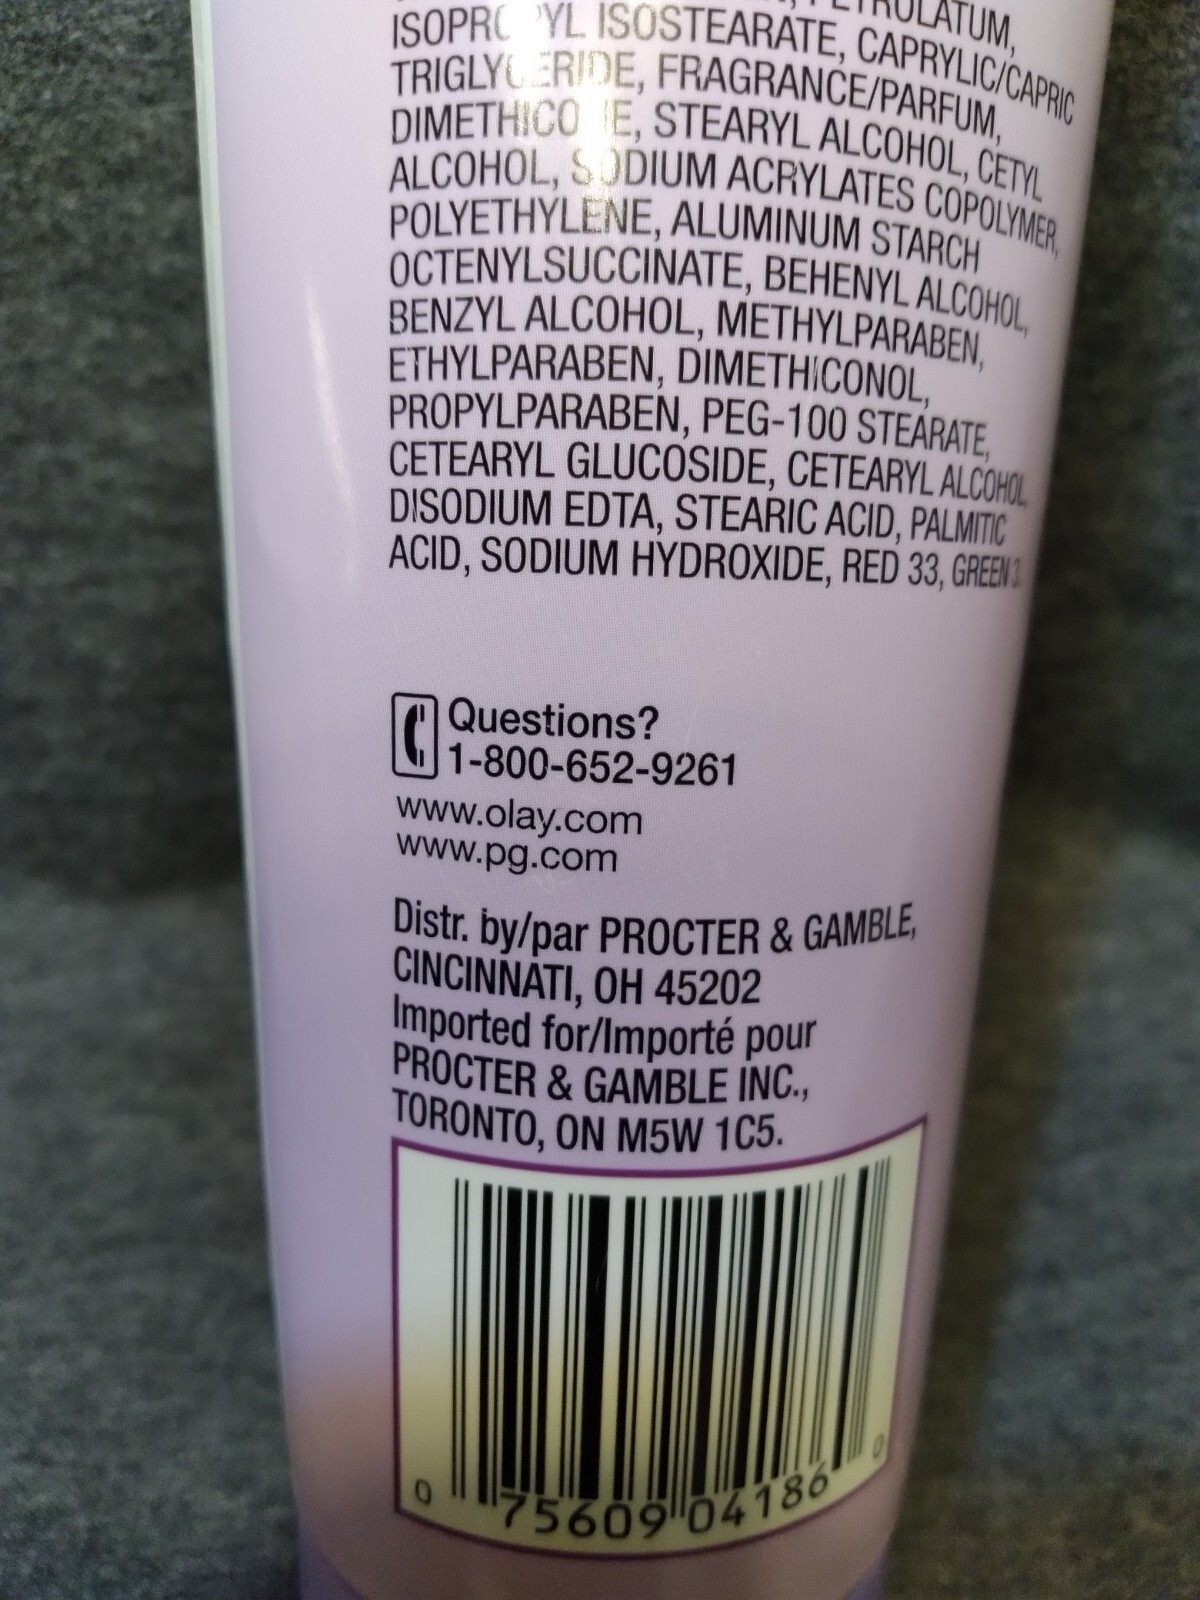 PETROLATUM,
ISOPROPYL ISOSTEARATE, CAPRYLIC/CAPRIC
TRIGLYCERIDE, FRAGRANCE/PARFUM,
DIMETHICONE, STEARYL ALCOHOL, CETYL
ALCOHOL, SODIUM ACRYLATES COPOLYMER,
POLYETHYLENE, ALUMINUM STARCH
OCTENYLSUCCINATE, BEHENYL ALCOHOL,
BENZYL ALCOHOL, METHYLPARABEN,
ETHYLPARABEN, DIMETHICONOL,
PROPYLPARABEN, PEG-100 STEARATE,
CETEARYL GLUCOSIDE, CETEARYL ALCOHOL,
DISODIUM EDTA, STEARIC ACID, PALMITIC
ACID, SODIUM HYDROXIDE, RED 33, GREEN 3.
Questions?
1-800-652-9261
www.olay.com
www.pg.com
Distr. by/par PROCTER & GAMBLE,
CINCINNATI, OH 45202
Imported for/Importé pour
PROCTER & GAMBLE INC.,
TORONTO, ON M5W 1C5.
0 75609 04186 0